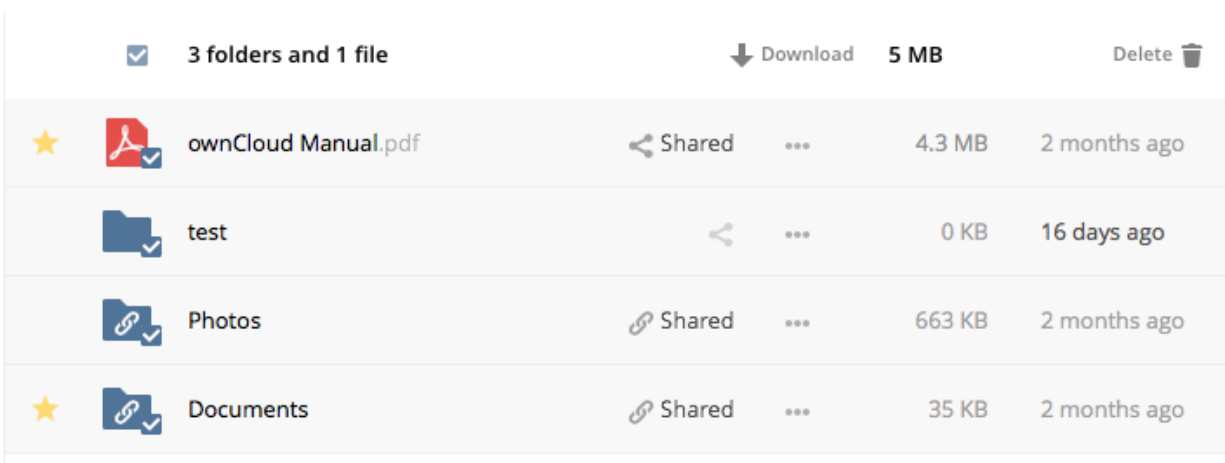 3 folders and 1 file Download 5 MB Delete
ownCloud Manual.pdf Shared ... 4.3 MB 2 months ago
test ... 0 KB 16 days ago
Photos Shared ... 663 KB 2 months ago
Documents Shared ... 35 KB 2 months ago